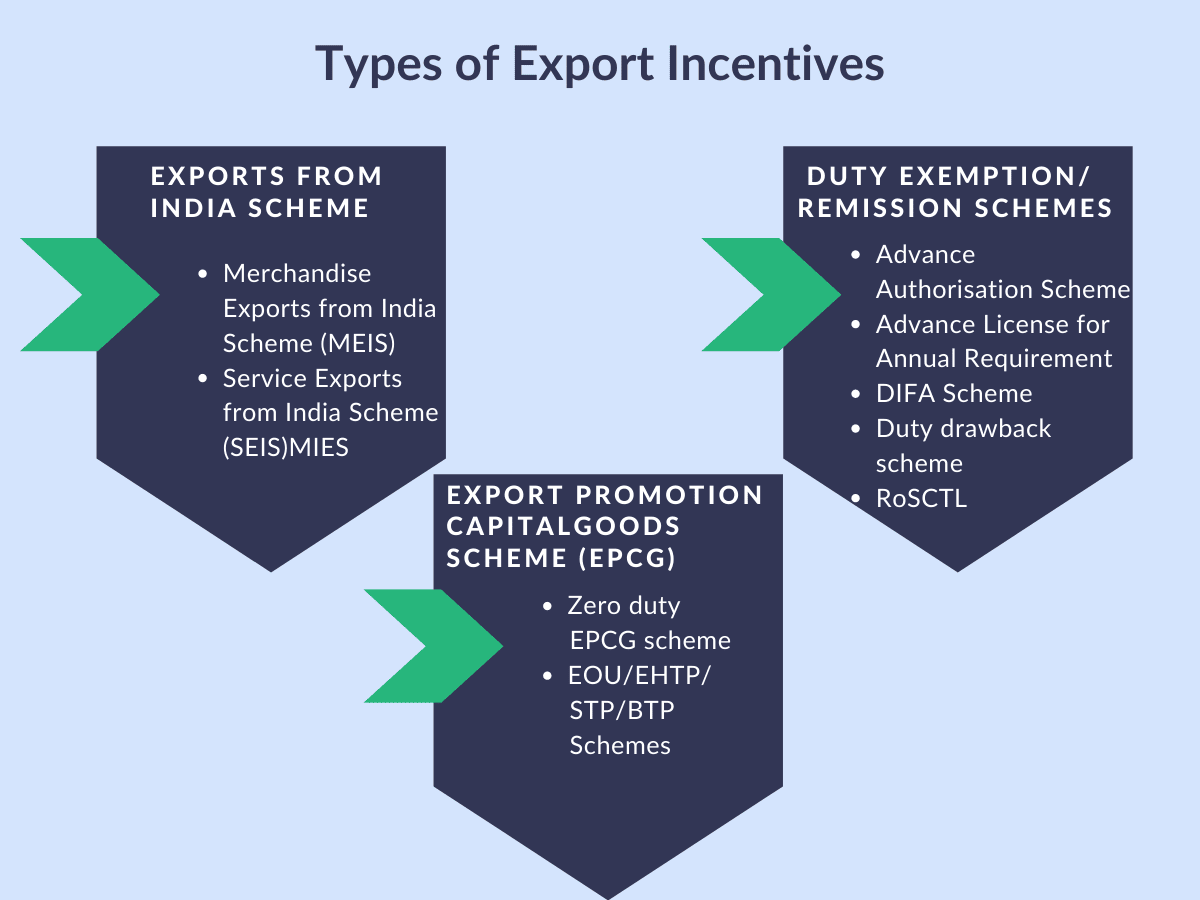 Types of Export Incentives
EXPORTS FROM
INDIA SCHEME
• Merchandise
Exports from India
Scheme (MEIS)
• Service Exports
from India Scheme
(SEIS)MIES
EXPORT PROMOTION
CAPITALGOODS
SCHEME (EPCG)
• Zero duty
EPCG scheme
• EOU/EHTP/
STP/BTP
Schemes
DUTY EXEMPTION/
REMISSION SCHEMES
• Advance
Authorisation Scheme
• Advance License for
Annual Requirement
• DIFA Scheme
• Duty drawback
scheme
• RoSCTL